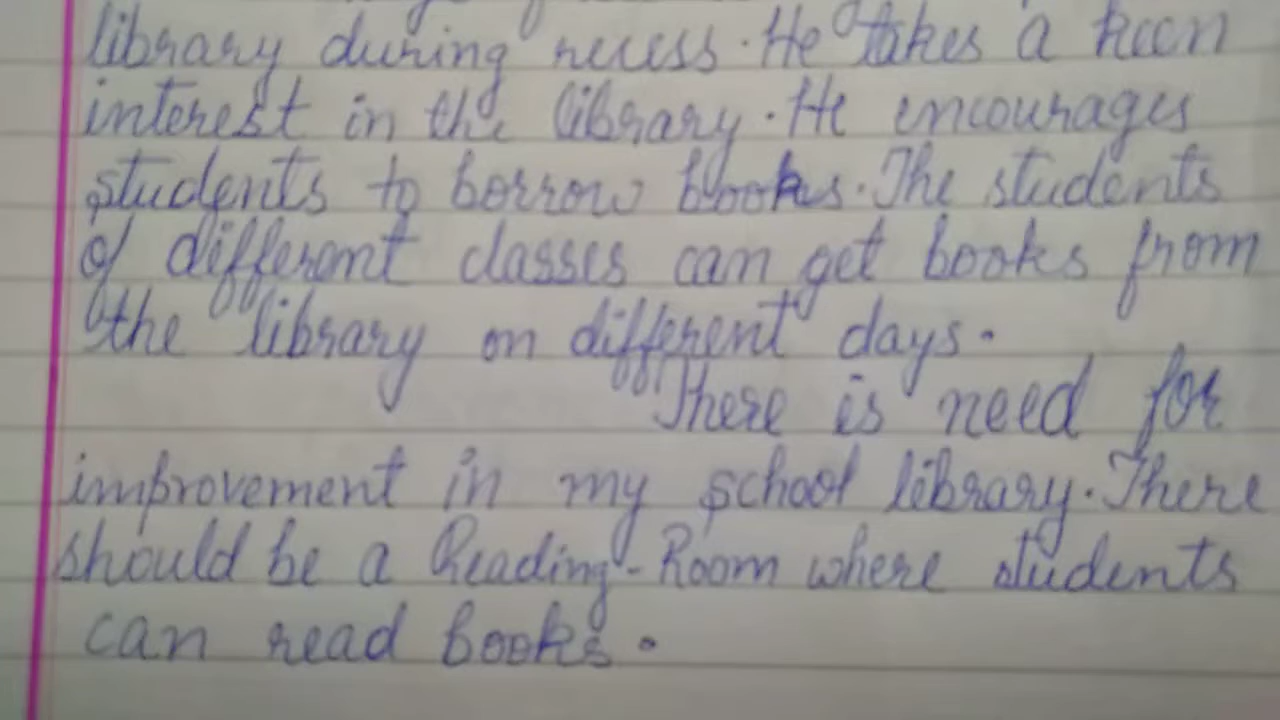 library during recess. He takes a keen
interest in the library. He encourages
students to borrow books. The students
of different classes can get books from
the library on different days.
There is need for
improvement in my school library. There
should be a Reading-Room where students
can read books.